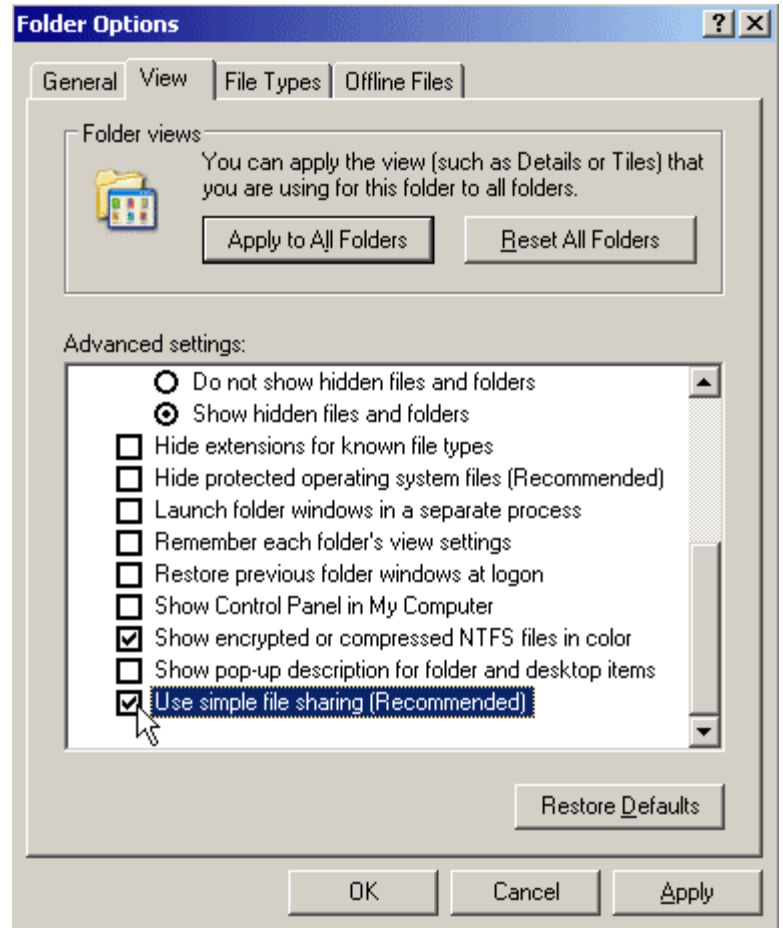 Folder Options
General View File Types Offline Files
Folder views
You can apply the view (such as Details or Tiles) that
you are using for this folder to all folders.
Apply to All Folders Reset All Folders
Advanced settings:
Do not show hidden files and folders
Show hidden files and folders
Hide extensions for known file types
Hide protected operating system files (Recommended)
Launch folder windows in a separate process
Remember each folder's view settings
Restore previous folder windows at logon
Show Control Panel in My Computer
Show encrypted or compressed NTFS files in color
Show pop-up description for folder and desktop items
Use simple file sharing (Recommended)
Restore Defaults
OK Cancel Apply